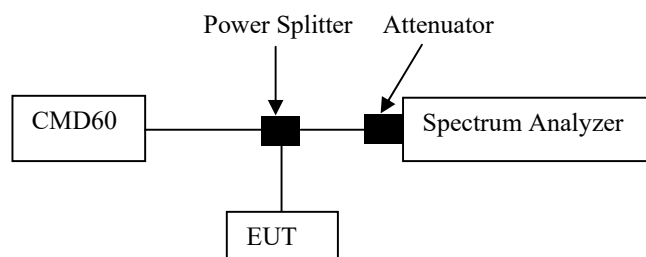 Power Splitter
Attenuator
CMD60
Spectrum Analyzer
EUT